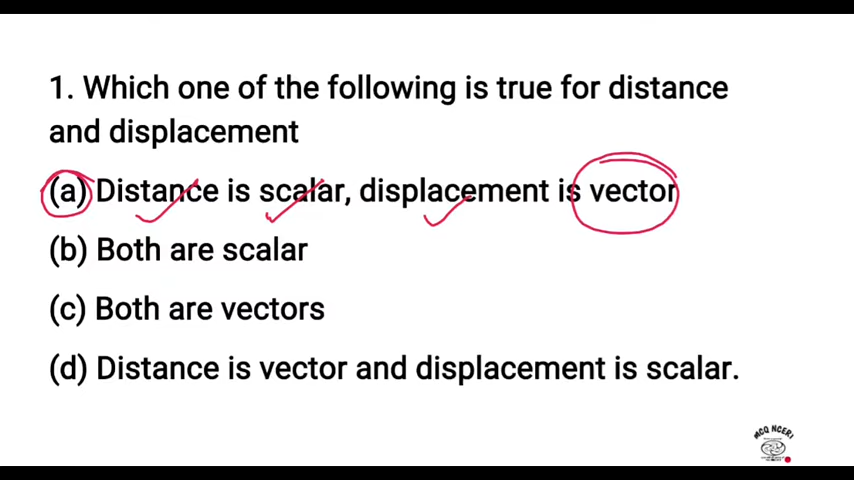 1. Which one of the following is true for distance
and displacement
(a) Distance is scalar, displacement is vector
(b) Both are scalar
(c) Both are vectors
(d) Distance is vector and displacement is scalar.
MCQ NCERT